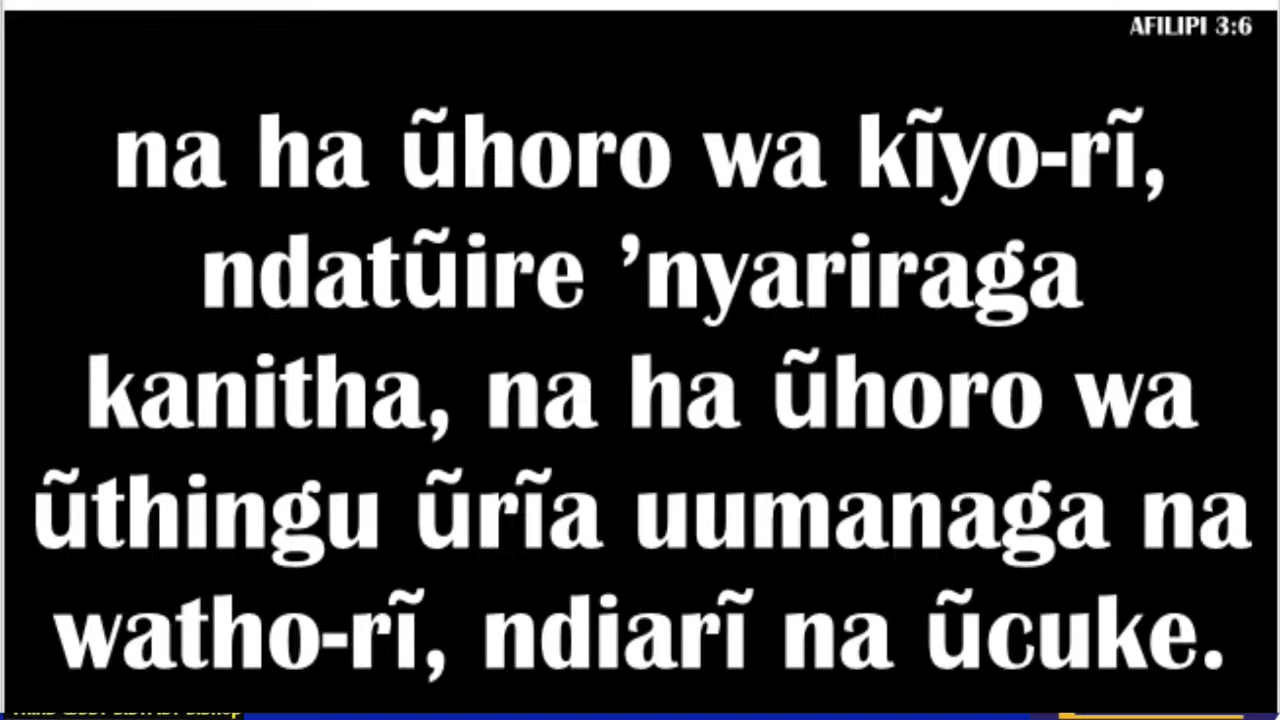 AFILIPI 3:6
na ha ũhoro wa kĩyo-rĩ,
ndatũire ’nyariraga
kanitha, na ha ũhoro wa
ũthingu ũrĩa uumanaga na
watho-rĩ, ndiarĩ na ũcuke.